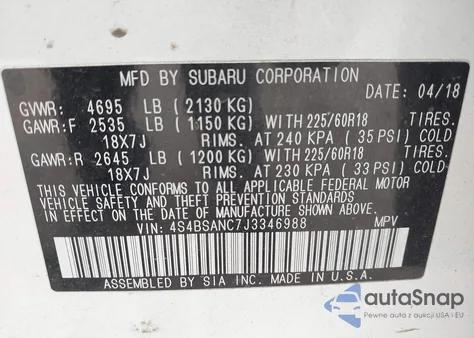 MFD BY SUBARU CORPORATION
GVWR: 4695 LB (2130 KG) DATE: 04/18
GAWR:F 2535 LB (1150 KG) WITH 225/60R18 TIRES.
18X7J RIMS. AT 240 KPA (35 PSI) COLD
GAWR:R 2645 LB (1200 KG) WITH 225/60R18 TIRES.
18X7J RIMS. AT 230 KPA (33 PSI) COLD
THIS VEHICLE CONFORMS TO ALL APPLICABLE FEDERAL MOTOR
VEHICLE SAFETY AND THEFT PREVENTION STANDARDS
IN EFFECT ON THE DATE OF MANUFACTURE SHOWN ABOVE.
VIN: 4S4BSANC7J3346988 MPV
ASSEMBLED BY SIA INC. MADE IN U.S.A.
autoSnap
Pewne auta z aukcji USA i EU